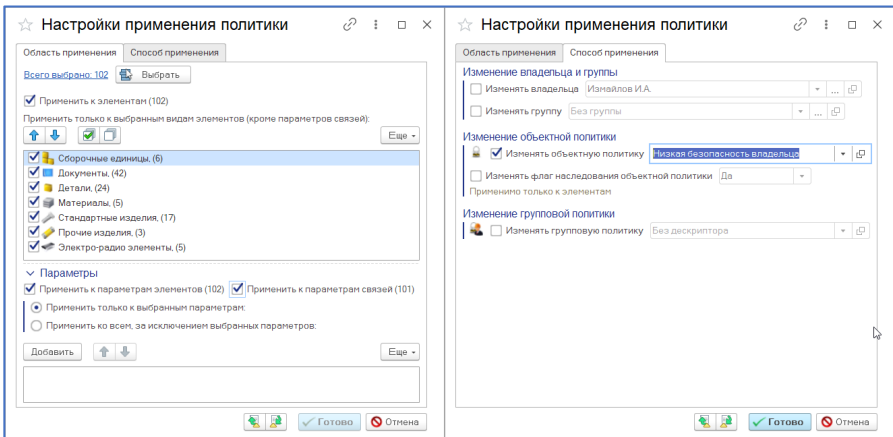 Настройки применения политики
Область применения Способ применения
Всего выбрано: 102 Выбрать
Применить к элементам (102)
Применить только к выбранным видам элементов (кроме параметров связей):
Еще
Сборочные единицы, (6)
Документы, (42)
Детали, (24)
Материалы, (5)
Стандартные изделия, (17)
Прочие изделия, (3)
Электро-радио элементы, (5)
Параметры
Применить к параметрам элементов (102) Применить к параметрам связей (101)
Применить только к выбранным параметрам:
Применить ко всем, за исключением выбранных параметров:
Добавить Еще
Готово Отмена
Настройки применения политики
Область применения Способ применения
Изменение владельца и группы
Изменять владельца Измайлов И.А.
Изменять группу Без группы
Изменение объектной политики
Изменять объектную политику Низкая безопасность владельца
Изменять флаг наследования объектной политики Да
Применимо только к элементам
Изменение групповой политики
Изменять групповую политику Без дескриптора
Готово Отмена